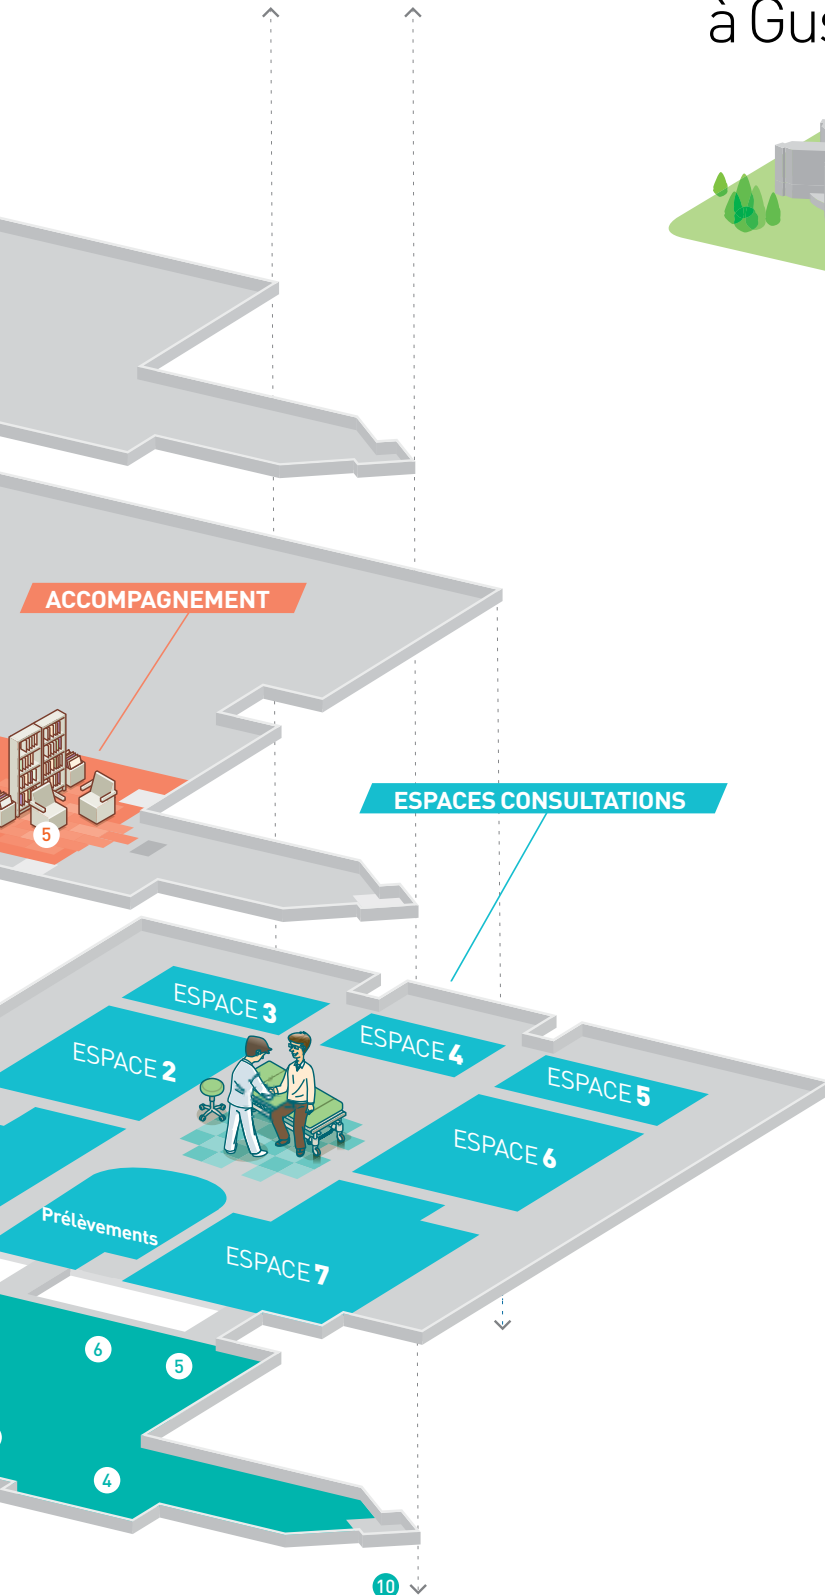 à Gus
ACCOMPAGNEMENT
5
ESPACES CONSULTATIONS
ESPACE 3
ESPACE 4
ESPACE 2
ESPACE 5
ESPACE 6
Prélèvements
ESPACE 7
6
5
4
10